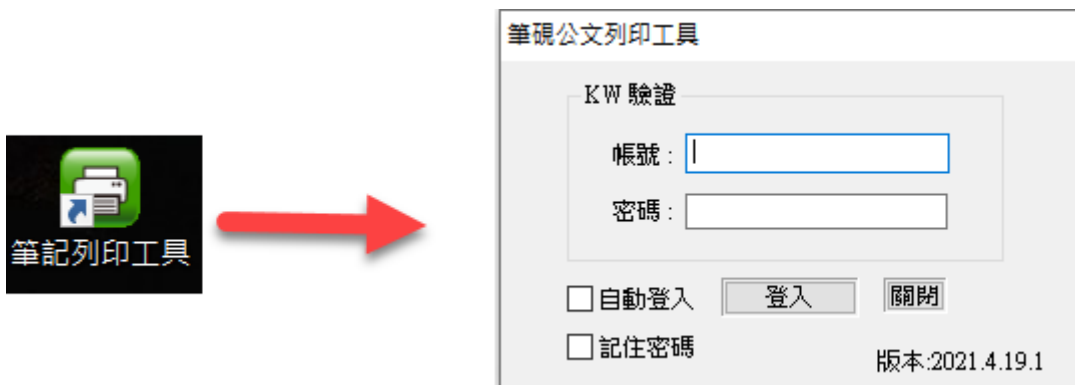 筆記列印工具
筆硯公文列印工具
KW 驗證
帳號 :
密碼 :
自動登入
登入
關閉
記住密碼
版本:2021.4.19.1